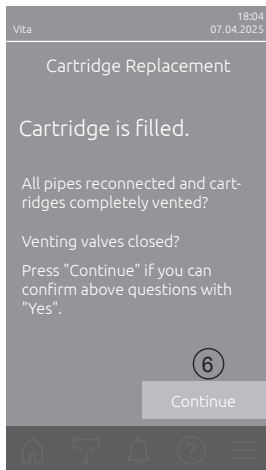 18:04
Vita 07.04.2025
Cartridge Replacement
Cartridge is filled.
All pipes reconnected and cart-
ridges completely vented?
Venting valves closed?
Press "Continue" if you can
confirm above questions with
"Yes".
6
Continue
?